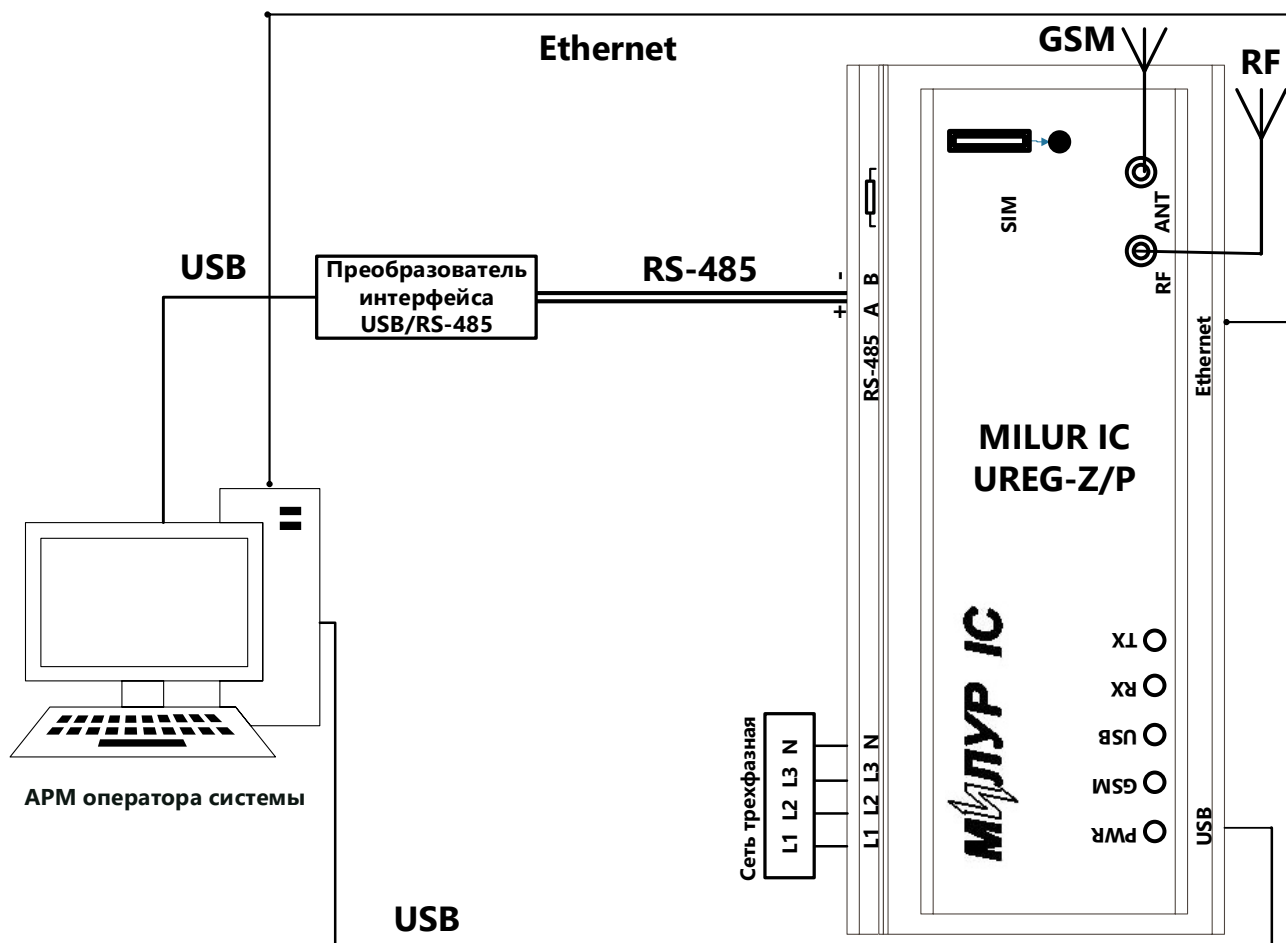 Ethernet
GSM
RF
SIM
ANT
RF
USB
Преобразователь
интерфейса
USB/RS-485
RS-485
-
+
B
A
RS-485
Ethernet
MILUR IC
UREG-Z/P
МИЛУР IC
TX
RX
USB
GSM
PWR
USB
Сеть трехфазная
L1 L2 L3 N
L1 L2 L3 N
АРМ оператора системы
USB